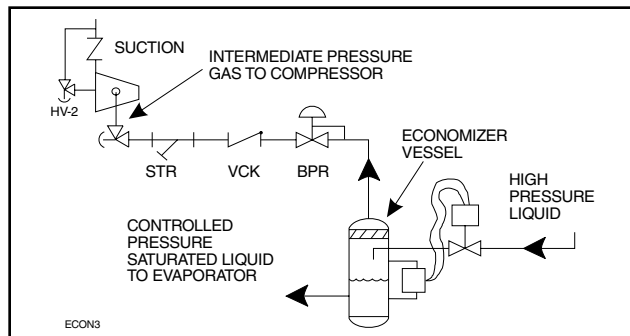 SUCTION
INTERMEDIATE PRESSURE
GAS TO COMPRESSOR
HV-2
STR
VCK
BPR
ECONOMIZER
VESSEL
HIGH
PRESSURE
LIQUID
CONTROLLED
PRESSURE
SATURATED LIQUID
TO EVAPORATOR
ECON3